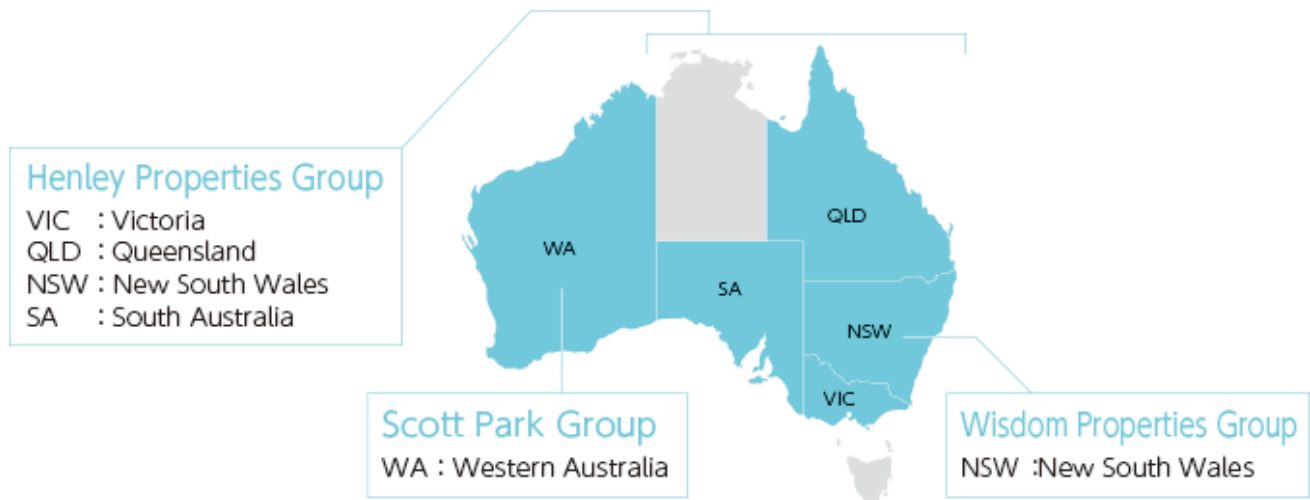 Henley Properties Group
VIC : Victoria
QLD : Queensland
NSW : New South Wales
SA : South Australia
WA
QLD
SA
NSW
VIC
Scott Park Group
WA : Western Australia
Wisdom Properties Group
NSW :New South Wales